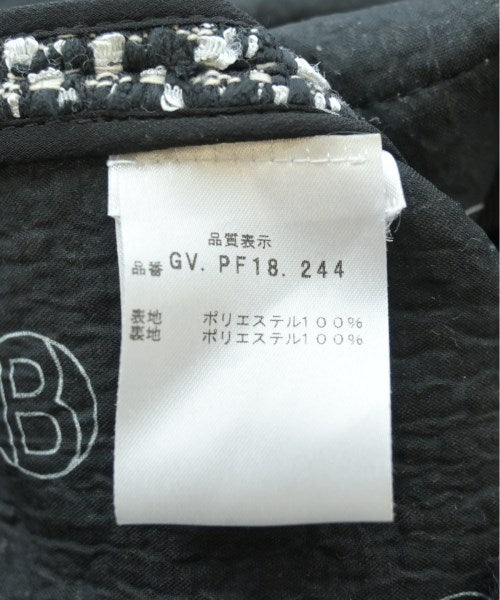 品質表示
品番 GV. PF18. 244
表地 ポリエステル１００％
裏地 ポリエステル１００％
B